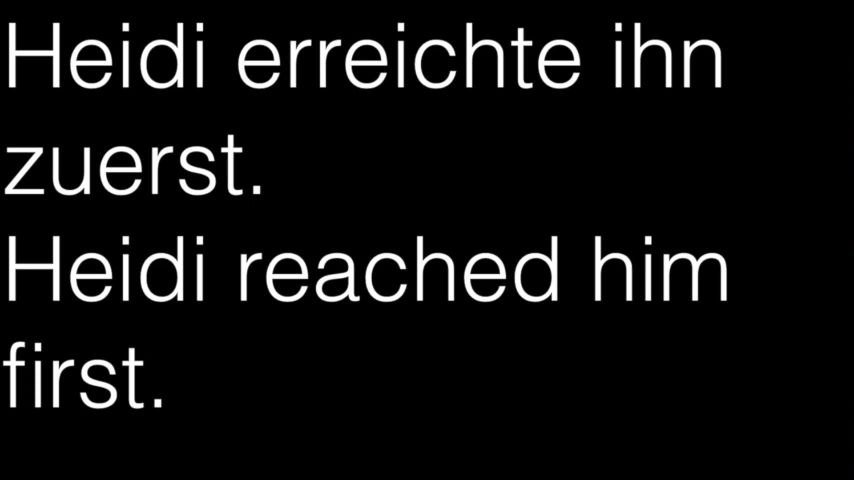 Heidi erreichte ihn
zuerst.
Heidi reached him
first.